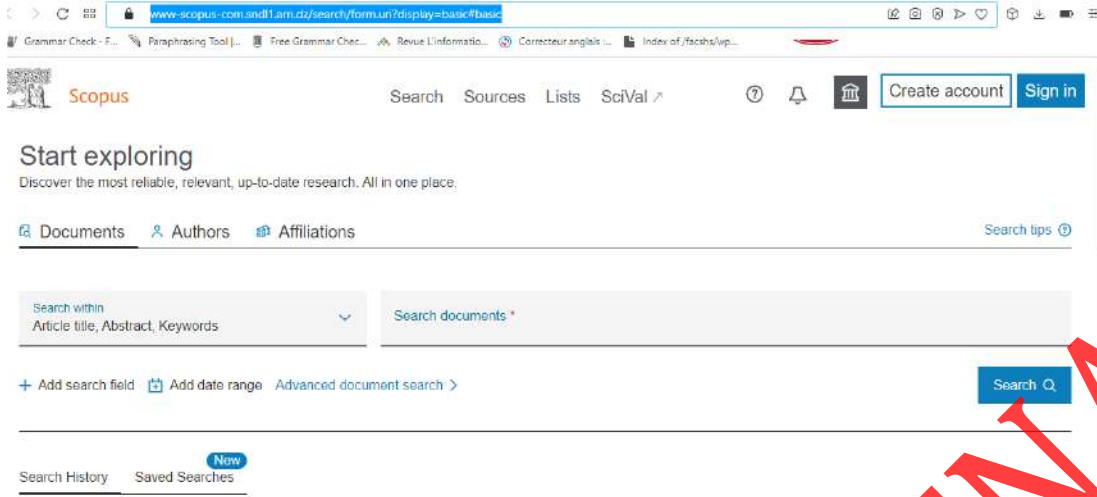 www-scopus-com.sndl1.arn.dz/search/form.uri?display=basic#basic
Grammar Check - F... Paraphrasing Tool |... Free Grammar Chec... Revue L'informatio... Correcteur anglais :... Index of /facshs/wp...
Scopus Search Sources Lists SciVal ↗ Create account Sign in
Start exploring
Discover the most reliable, relevant, up-to-date research. All in one place.
Documents Authors Affiliations Search tips
Search within
Article title, Abstract, Keywords
Search documents *
+ Add search field Add date range Advanced document search >
Search
New
Search History Saved Searches